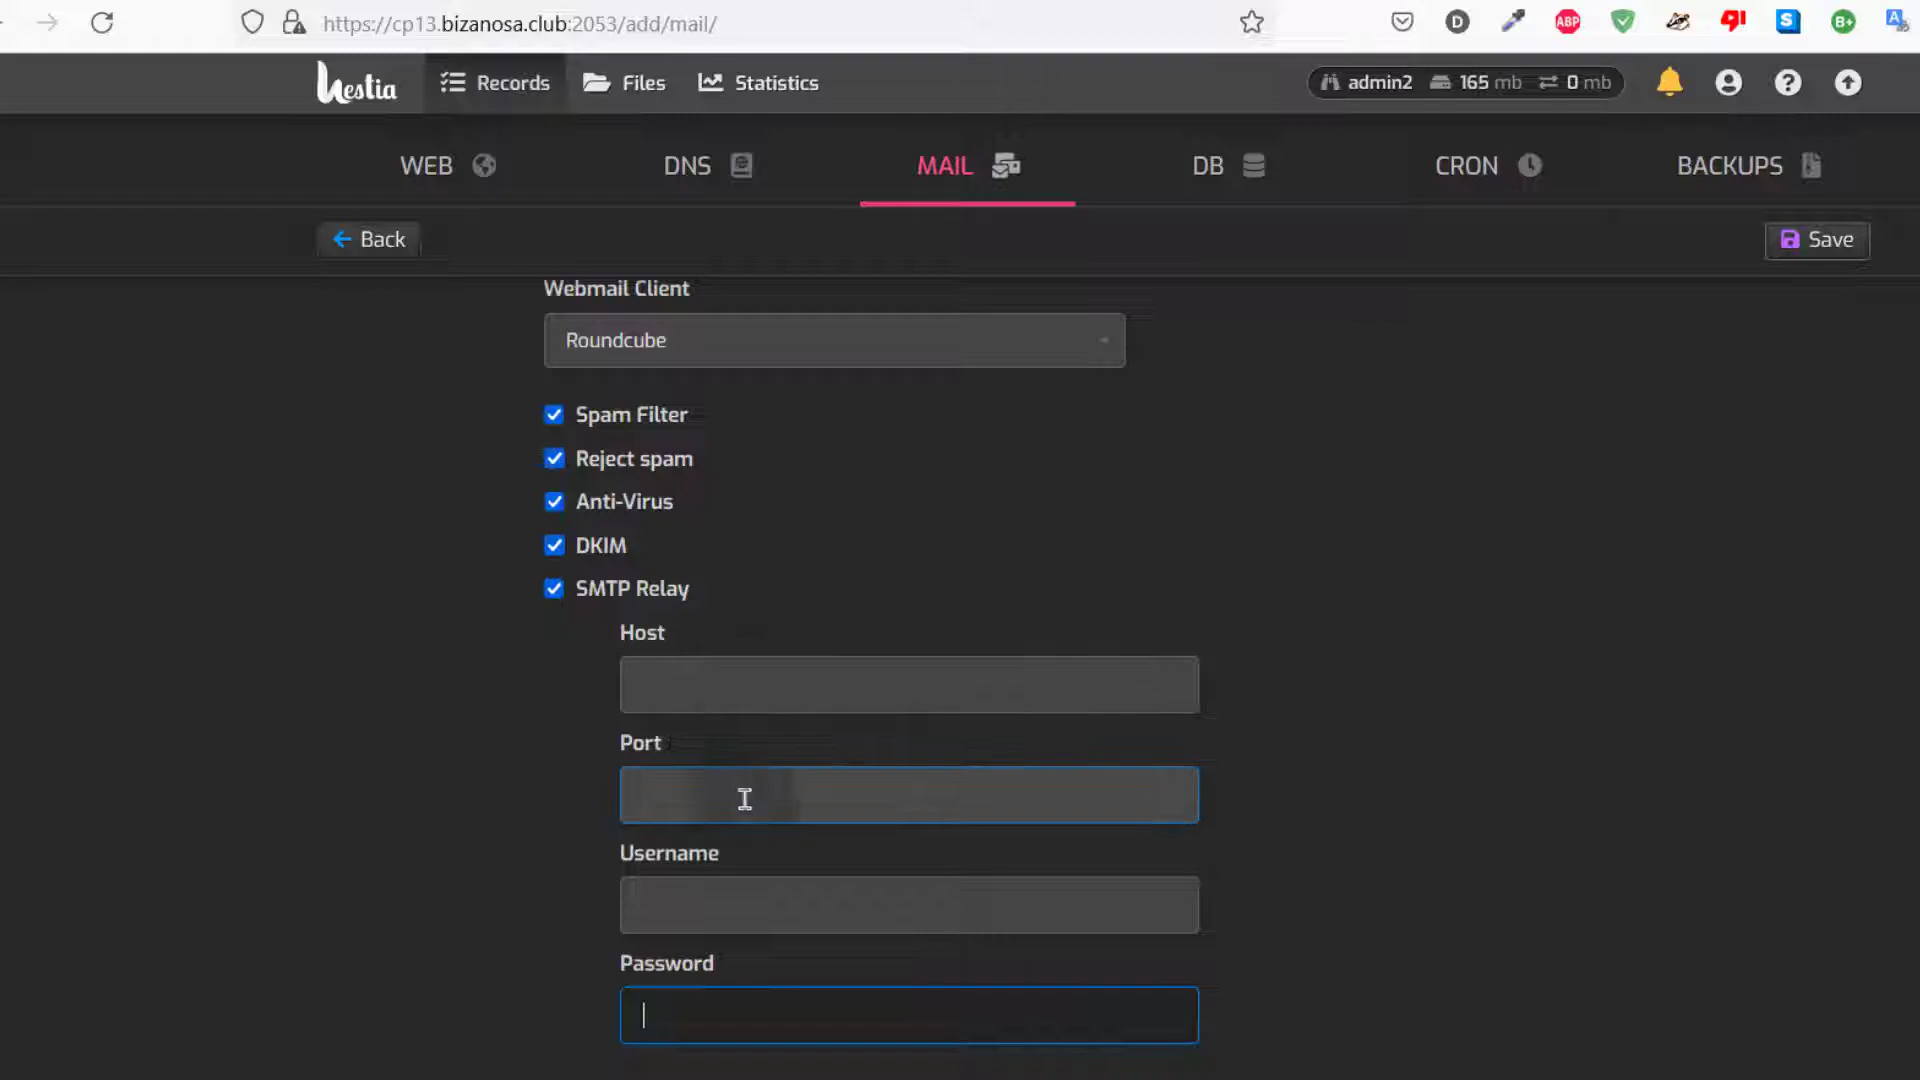 https://cp13.bizanosa.club:2053/add/mail/
D
ABP
S
B+
A
Hestia
Records
Files
Statistics
admin2 165 mb 0 mb
WEB
DNS
MAIL
DB
CRON
BACKUPS
Back
Save
Webmail Client
Roundcube
Spam Filter
Reject spam
Anti-Virus
DKIM
SMTP Relay
Host
Port
Username
Password